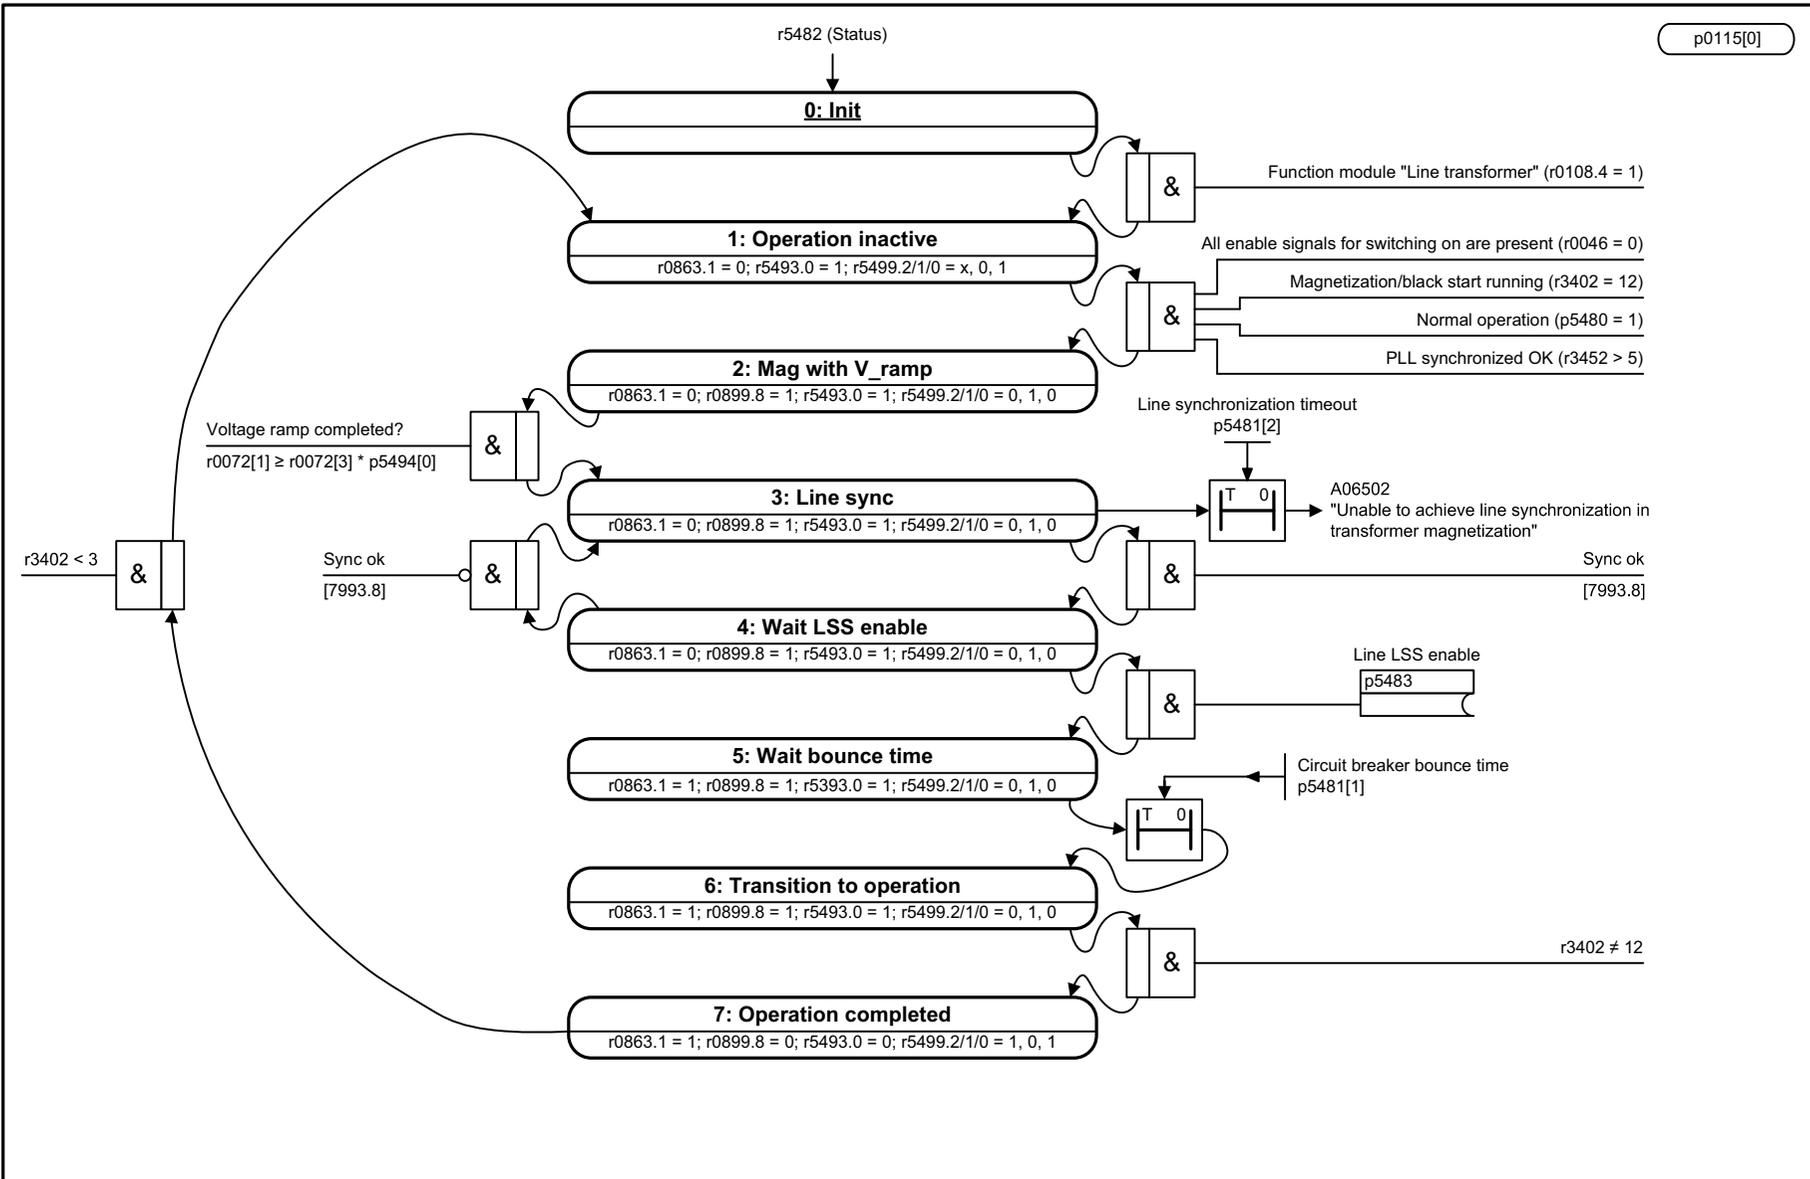 r5482 (Status)
p0115[0]
0: Init
&
Function module "Line transformer" (r0108.4 = 1)
1: Operation inactive
r0863.1 = 0; r5493.0 = 1; r5499.2/1/0 = x, 0, 1
&
All enable signals for switching on are present (r0046 = 0)
Magnetization/black start running (r3402 = 12)
Normal operation (p5480 = 1)
PLL synchronized OK (r3452 > 5)
2: Mag with V_ramp
r0863.1 = 0; r0899.8 = 1; r5493.0 = 1; r5499.2/1/0 = 0, 1, 0
Voltage ramp completed?
r0072[1] ≥ r0072[3] * p5494[0]
&
Line synchronization timeout
p5481[2]
3: Line sync
r0863.1 = 0; r0899.8 = 1; r5493.0 = 1; r5499.2/1/0 = 0, 1, 0
T 0
A06502
"Unable to achieve line synchronization in
transformer magnetization"
r3402 < 3
&
Sync ok
[7993.8]
&
&
Sync ok
[7993.8]
4: Wait LSS enable
r0863.1 = 0; r0899.8 = 1; r5493.0 = 1; r5499.2/1/0 = 0, 1, 0
&
Line LSS enable
p5483
5: Wait bounce time
r0863.1 = 1; r0899.8 = 1; r5393.0 = 1; r5499.2/1/0 = 0, 1, 0
Circuit breaker bounce time
p5481[1]
T 0
6: Transition to operation
r0863.1 = 1; r0899.8 = 1; r5493.0 = 1; r5499.2/1/0 = 0, 1, 0
&
r3402 ≠ 12
7: Operation completed
r0863.1 = 1; r0899.8 = 0; r5493.0 = 0; r5499.2/1/0 = 1, 0, 1